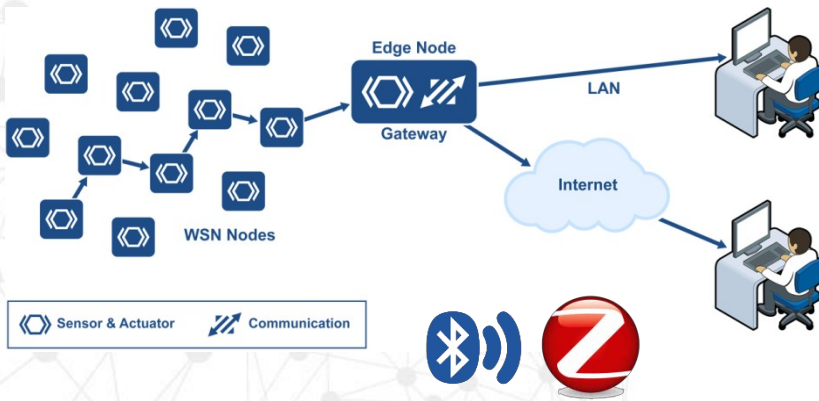 Edge Node
Gateway
LAN
Internet
WSN Nodes
Sensor & Actuator
Communication